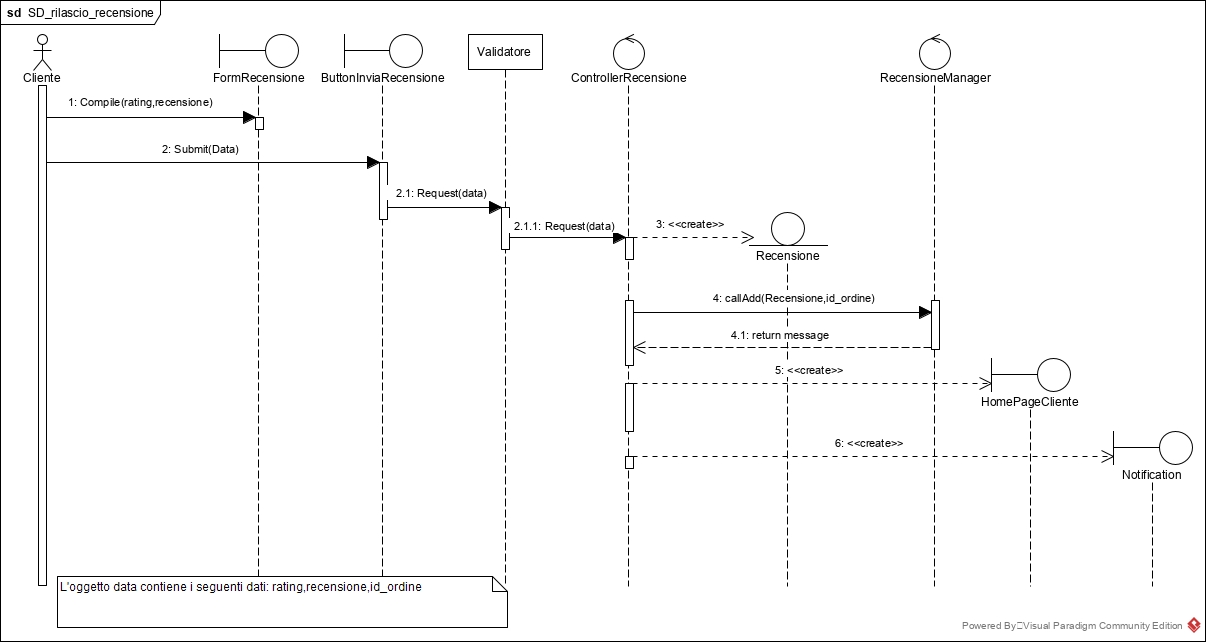 sd SD_rilascio_recensione
Cliente
FormRecensione
ButtonInviaRecensione
Validatore
ControllerRecensione
RecensioneManager
1: Compile(rating,recensione)
2: Submit(Data)
2.1: Request(data)
2.1.1: Request(data)
3: <<create>>
Recensione
4: callAdd(Recensione,id_ordine)
4.1: return message
5: <<create>>
HomePageCliente
6: <<create>>
Notification
L'oggetto data contiene i seguenti dati: rating,recensione,id_ordine
Powered By Visual Paradigm Community Edition